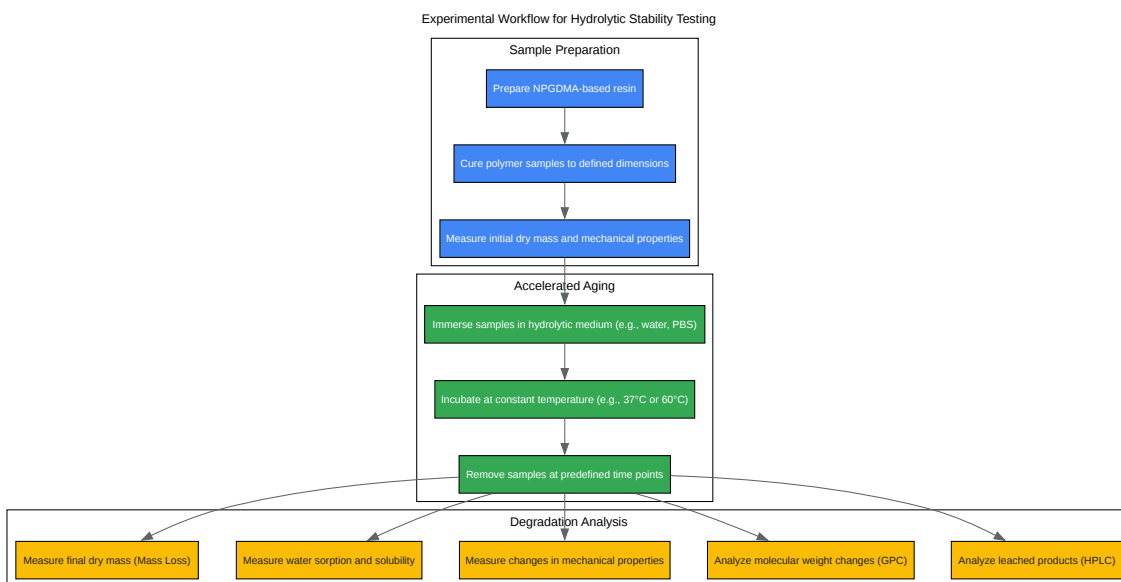 Experimental Workflow for Hydrolytic Stability Testing
Sample Preparation
Prepare NPGDMA-based resin
Cure polymer samples to defined dimensions
Measure initial dry mass and mechanical properties
Accelerated Aging
Immerse samples in hydrolytic medium (e.g., water, PBS)
Incubate at constant temperature (e.g., 37°C or 60°C)
Remove samples at predefined time points
Degradation Analysis
Measure final dry mass (Mass Loss)
Measure water sorption and solubility
Measure changes in mechanical properties
Analyze molecular weight changes (GPC)
Analyze leached products (HPLC)